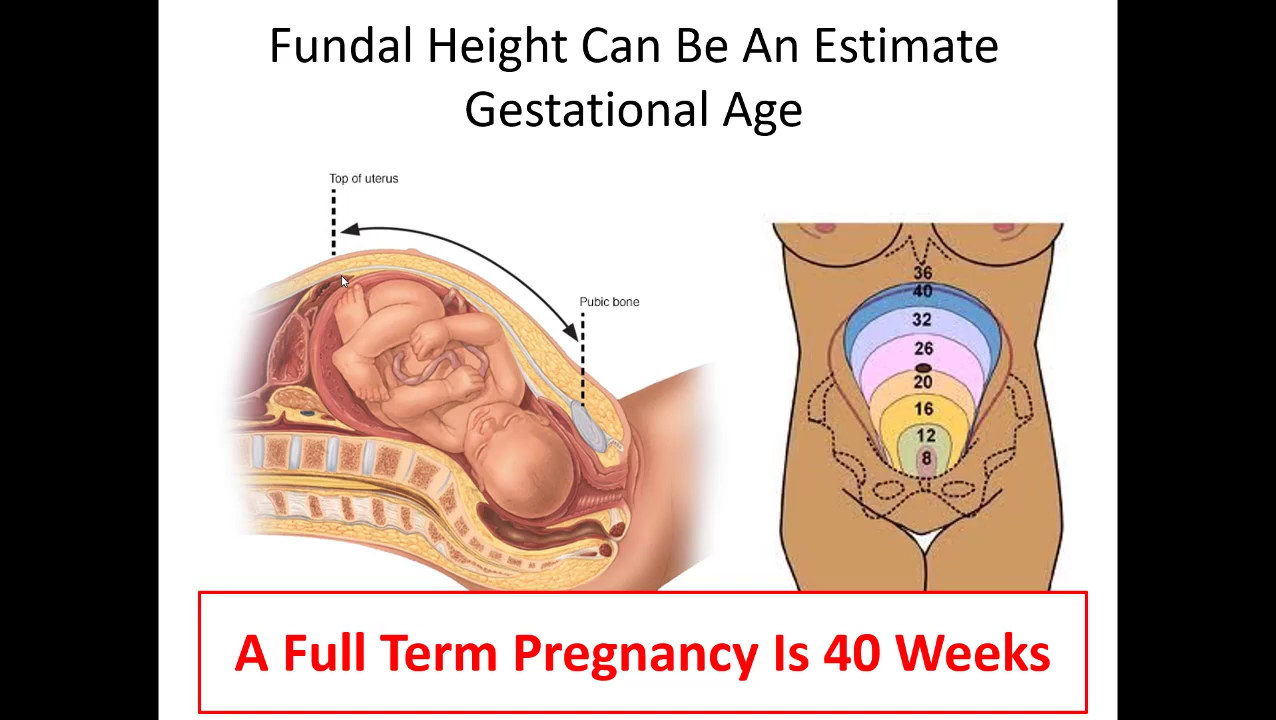 Fundal Height Can Be An Estimate
Gestational Age
Top of uterus
Pubic bone
36
40
32
26
20
16
12
8
A Full Term Pregnancy Is 40 Weeks